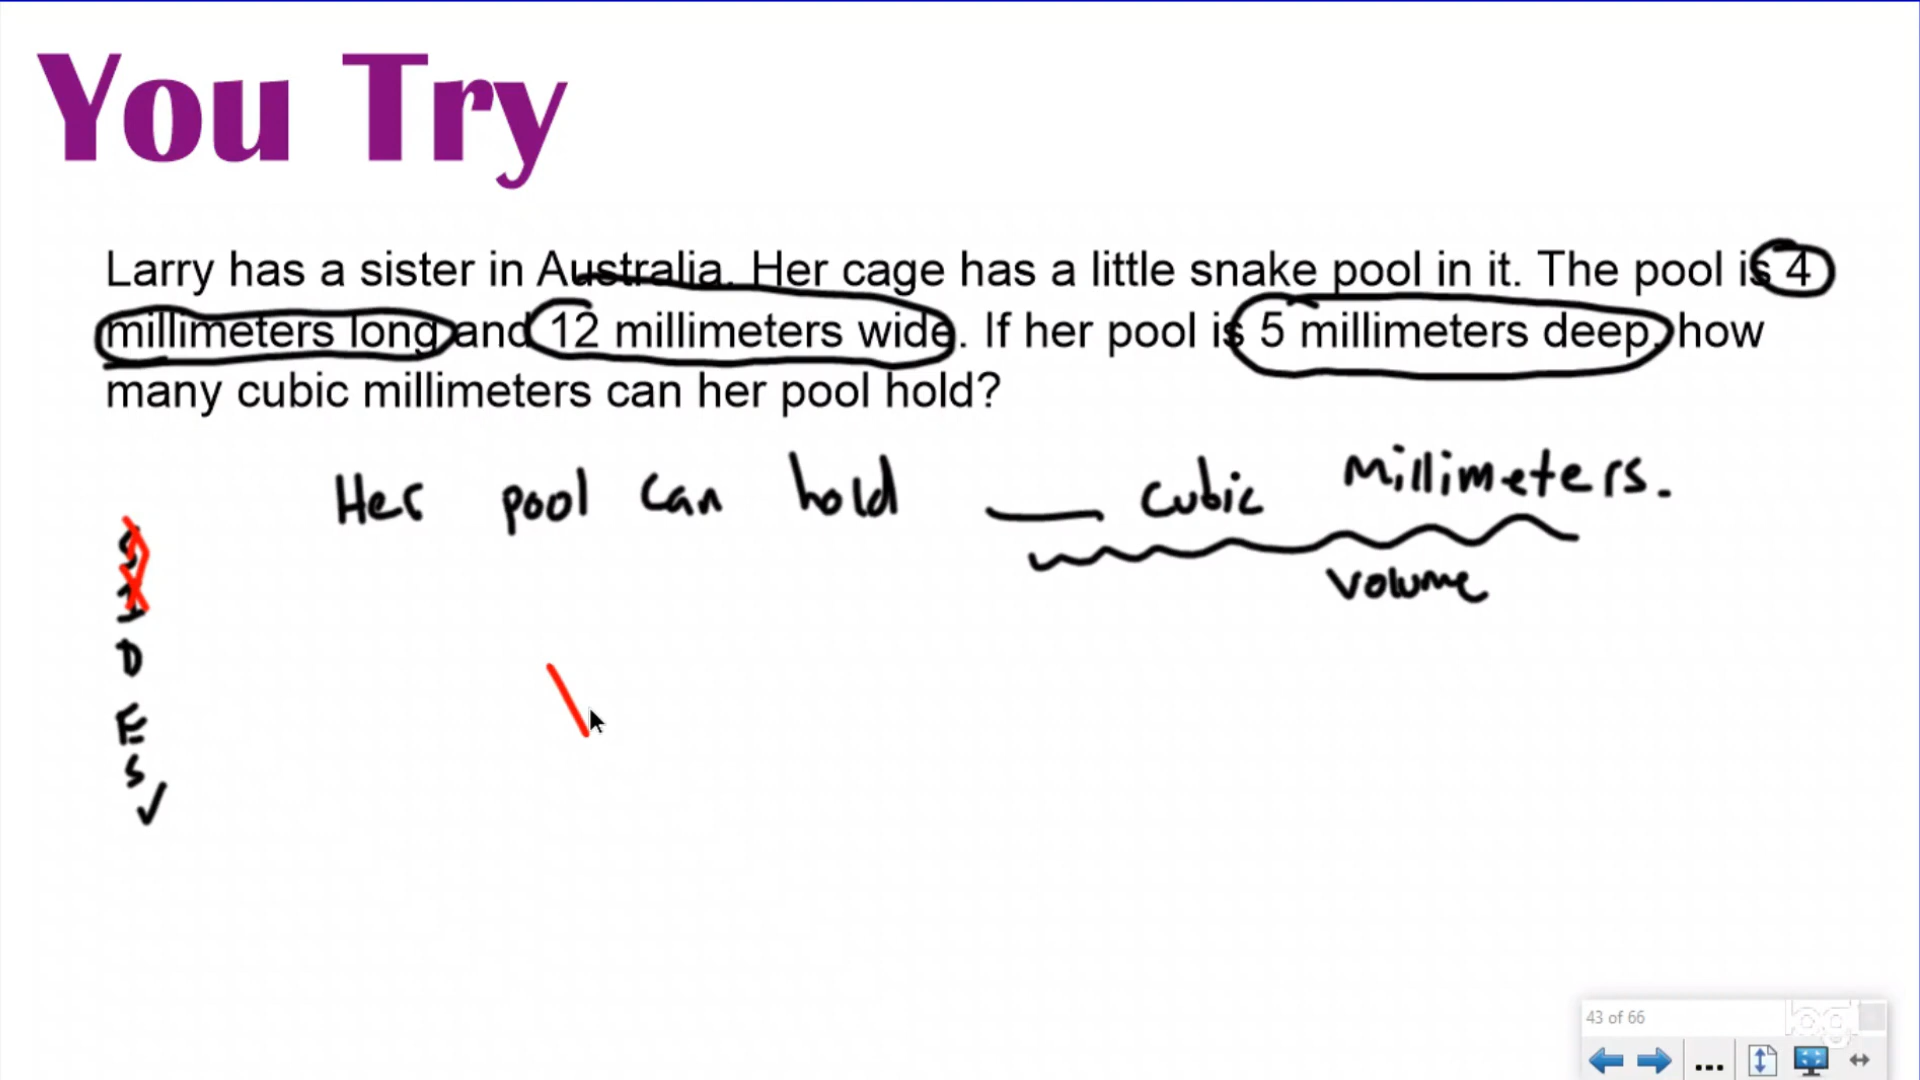 You Try
Larry has a sister in Australia. Her cage has a little snake pool in it. The pool is 4
millimeters long and 12 millimeters wide. If her pool is 5 millimeters deep, how
many cubic millimeters can her pool hold?
Her pool can hold ___ cubic Millimeters.
volume
S
I
D
E
S
✓
43 of 66